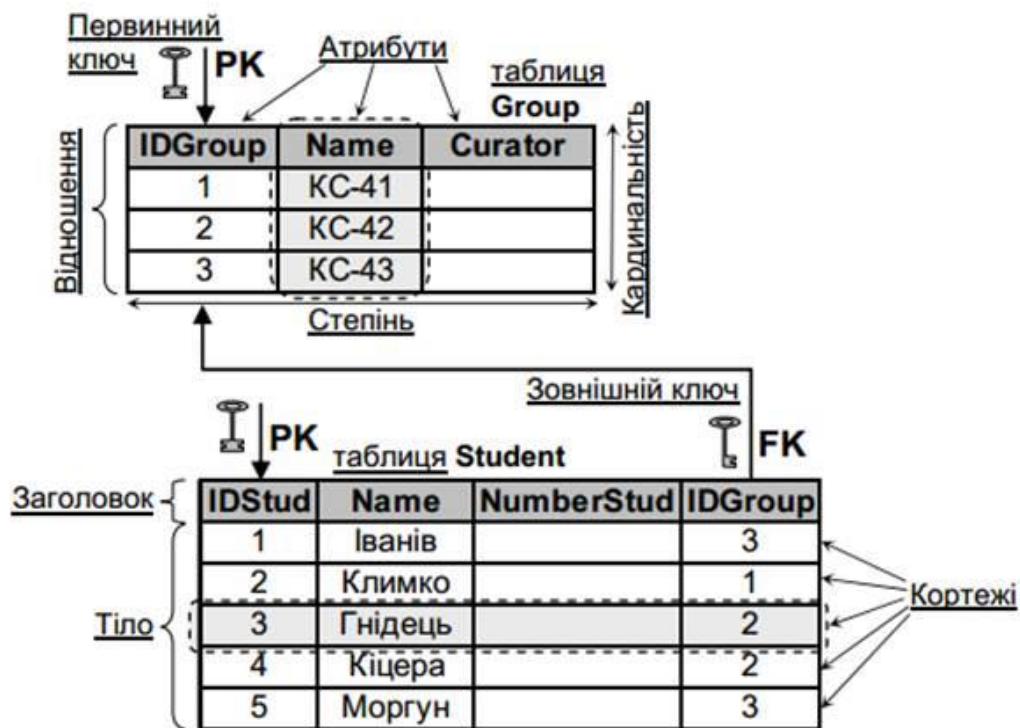 Первинний
ключ
PK
Атрибути
таблиця
Group
Відношення
IDGroup Name Curator
1 КС-41
2 КС-42
3 КС-43
Кардинальність
Степінь
Зовнішній ключ
PK
таблиця Student
FK
Заголовок
IDStud Name NumberStud IDGroup
1 Іванів 3
2 Климко 1
Тіло
3 Гнідець 2
Кортежі
4 Кіцера 2
5 Моргун 3